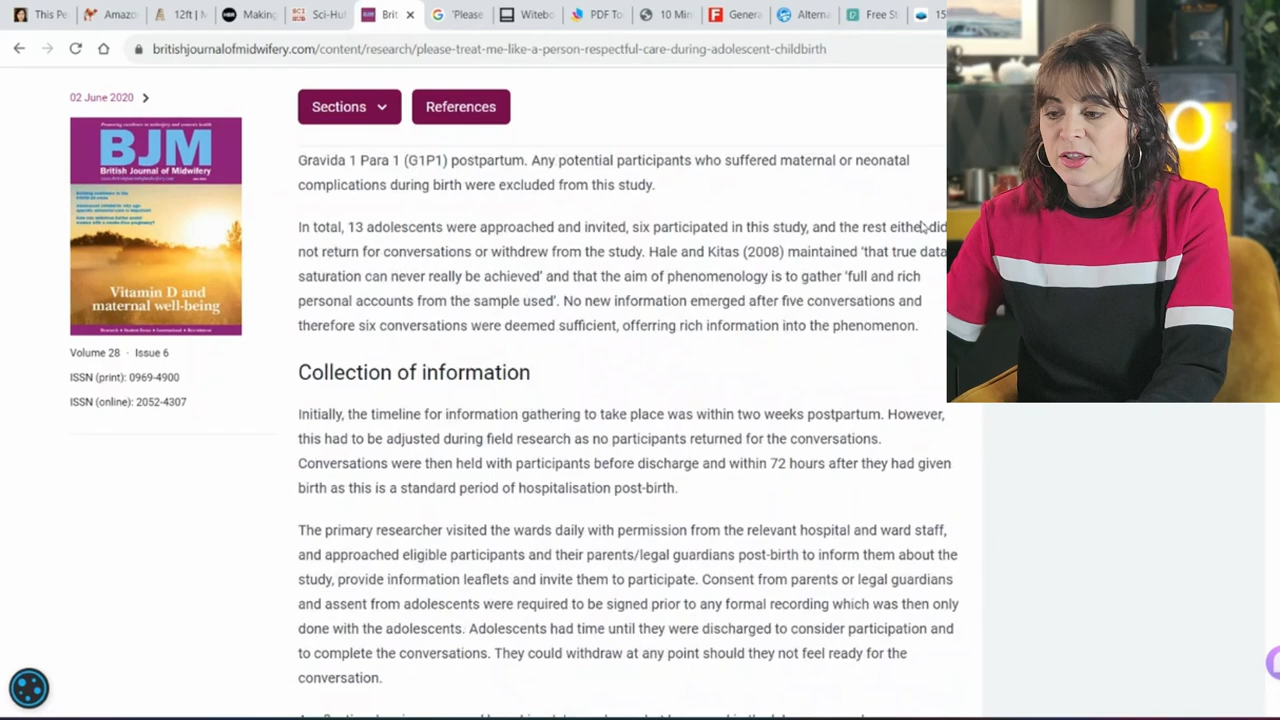 This Pe
Amazo
12ft | M
Making
Sci-Hu
Brit
"Please
Witebo
PDF To
10 Min
Genera
Alterna
Free St
15
britishjournalofmidwifery.com/content/research/please-treat-me-like-a-person-respectful-care-during-adolescent-childbirth
02 June 2020
BJM
British Journal of Midwifery
Vitamin D and
maternal well-being
Volume 28 · Issue 6
ISSN (print): 0969-4900
ISSN (online): 2052-4307
Sections
References
Gravida 1 Para 1 (G1P1) postpartum. Any potential participants who suffered maternal or neonatal
complications during birth were excluded from this study.
In total, 13 adolescents were approached and invited, six participated in this study, and the rest either did
not return for conversations or withdrew from the study. Hale and Kitas (2008) maintained 'that true data
saturation can never really be achieved' and that the aim of phenomenology is to gather 'full and rich
personal accounts from the sample used'. No new information emerged after five conversations and
therefore six conversations were deemed sufficient, offering rich information into the phenomenon.
Collection of information
Initially, the timeline for information gathering to take place was within two weeks postpartum. However,
this had to be adjusted during field research as no participants returned for the conversations.
Conversations were then held with participants before discharge and within 72 hours after they had given
birth as this is a standard period of hospitalisation post-birth.
The primary researcher visited the wards daily with permission from the relevant hospital and ward staff,
and approached eligible participants and their parents/legal guardians post-birth to inform them about the
study, provide information leaflets and invite them to participate. Consent from parents or legal guardians
and assent from adolescents were required to be signed prior to any formal recording which was then only
done with the adolescents. Adolescents had time until they were discharged to consider participation and
to complete the conversations. They could withdraw at any point should they not feel ready for the
conversation.